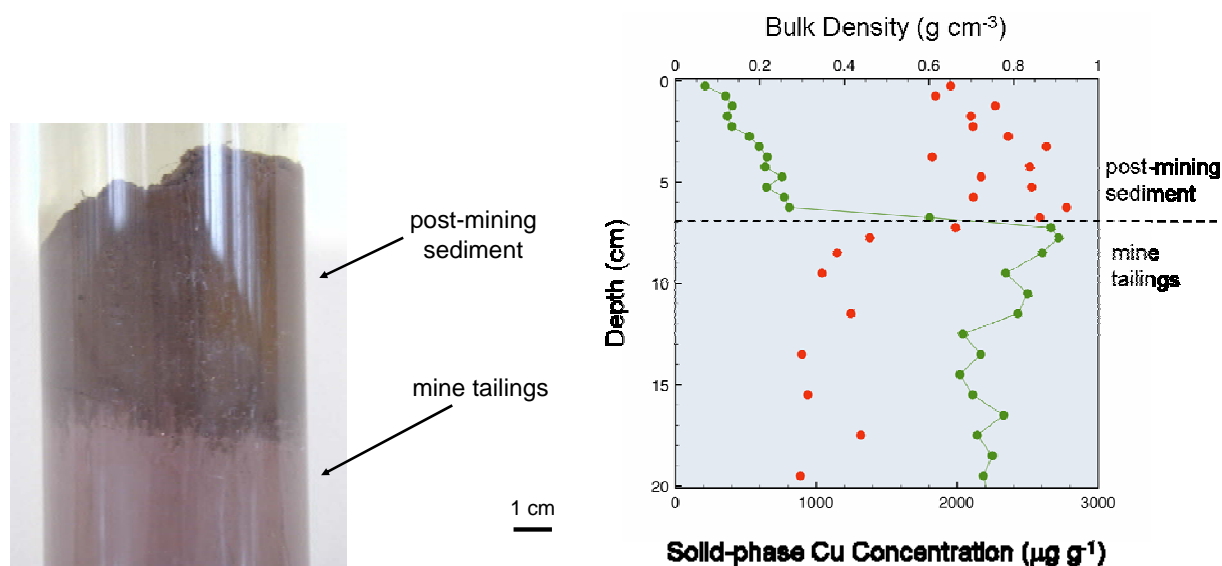 post-mining
sediment
mine tailings
1 cm
Bulk Density (g cm-3)
0 0.2 0.4 0.6 0.8 1
0
5
10
15
20
Depth (cm)
post-mining
sediment
mine
tailings
0 1000 2000 3000
Solid-phase Cu Concentration (μg g-1)